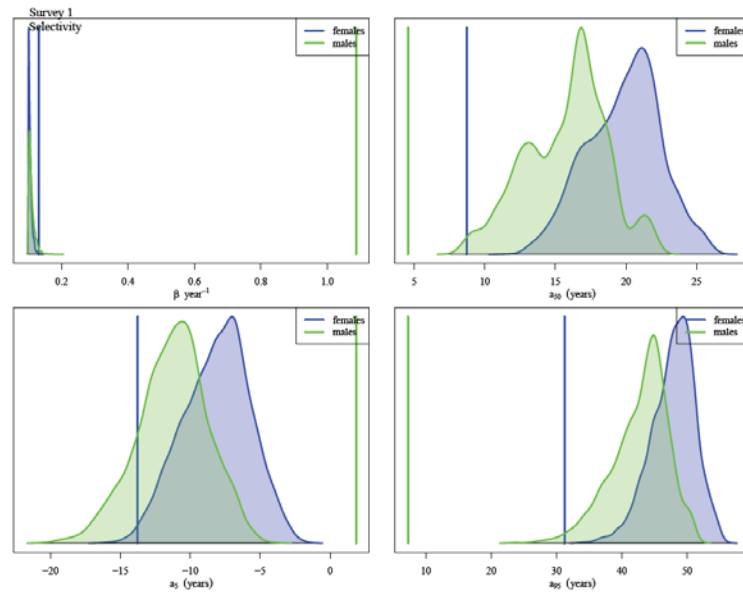 Survey 1
Selectivity
females
males
0.2 0.4 0.6 0.8 1.0
β year⁻¹
females
males
5 10 15 20 25
a₅₀ (years)
females
males
−20 −15 −10 −5 0
a₅ (years)
females
males
10 20 30 40 50
a₉₅ (years)